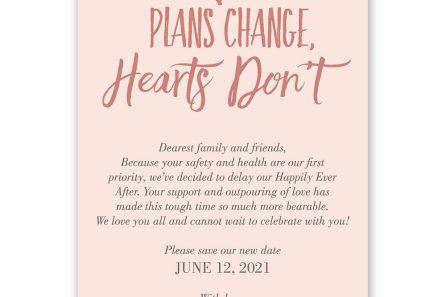 PLANS CHANGE,
Hearts Don't
Dearest family and friends,
Because your safety and health are our first
priority, we've decided to delay our Happily Ever
After. Your support and outpouring of love has
made this tough time so much more bearable.
We love you all and cannot wait to celebrate with you!
Please save our new date
JUNE 12, 2021